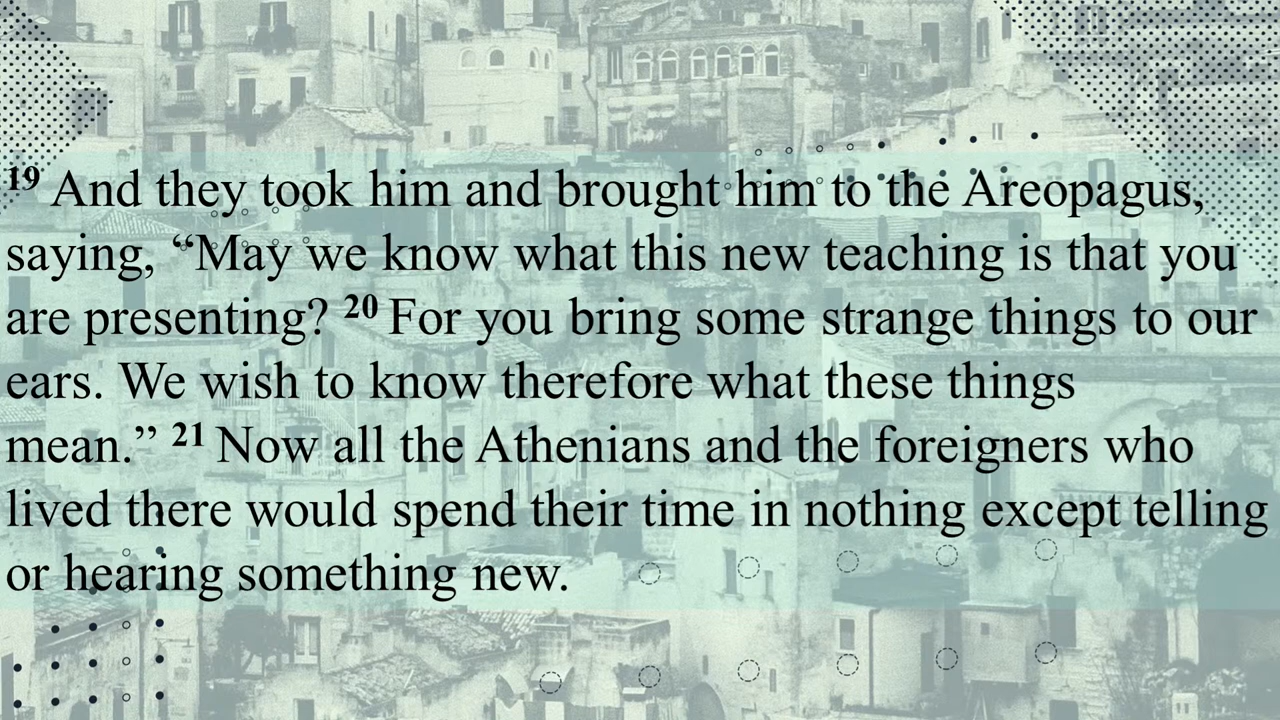 19 And they took him and brought him to the Areopagus,
saying, “May we know what this new teaching is that you
are presenting? 20 For you bring some strange things to our
ears. We wish to know therefore what these things
mean.” 21 Now all the Athenians and the foreigners who
lived there would spend their time in nothing except telling
or hearing something new.